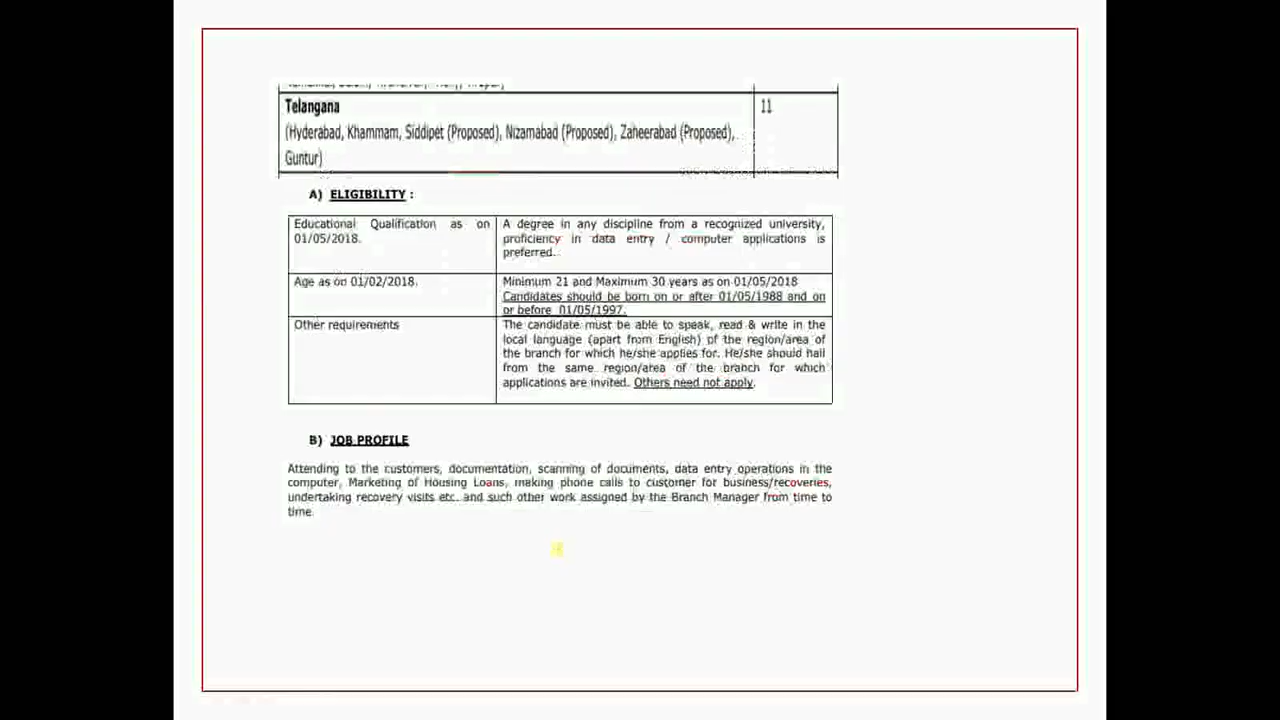 Telangana
11
(Hyderabad, Khammam, Siddipet (Proposed), Nizamabad (Proposed), Zaheerabad (Proposed),
Guntur)
A) ELIGIBILITY :
Educational Qualification as on
01/05/2018.
A degree in any discipline from a recognized university,
proficiency in data entry / computer applications is
preferred.
Age as on 01/02/2018.
Minimum 21 and Maximum 30 years as on 01/05/2018
Candidates should be born on or after 01/05/1988 and on
or before 01/05/1997.
Other requirements
The candidate must be able to speak, read & write in the
local language (apart from English) of the region/area of
the branch for which he/she applies for. He/she should hail
from the same region/area of the branch for which
applications are invited. Others need not apply.
B) JOB PROFILE
Attending to the customers, documentation, scanning of documents, data entry operations in the
computer, Marketing of Housing Loans, making phone calls to customer for business/recoveries,
undertaking recovery visits etc. and such other work assigned by the Branch Manager from time to
time.